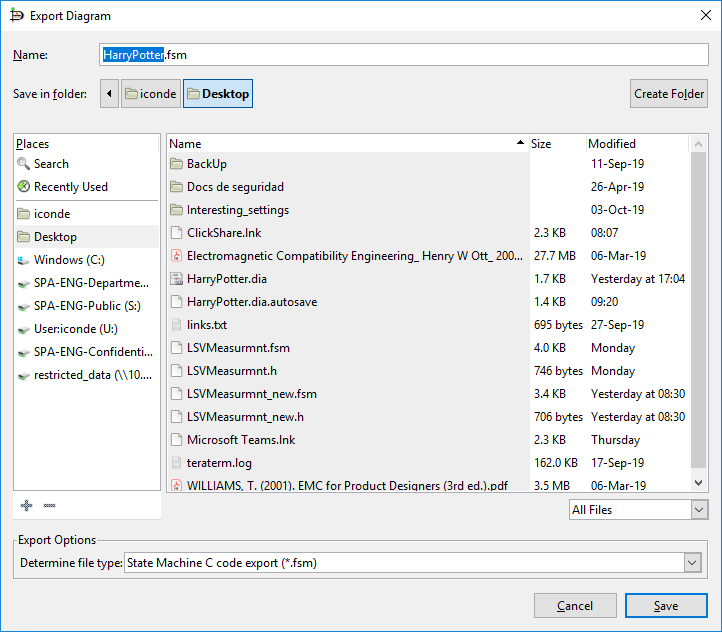 Export Diagram
Name: HarryPotter.fsm
Save in folder: iconde Desktop Create Folder
Places
Search
Recently Used
iconde
Desktop
Windows (C:)
SPA-ENG-Departme...
SPA-ENG-Public (S:)
User:iconde (U:)
SPA-ENG-Confidenti...
restricted_data (\\10....
Name Size Modified
BackUp 11-Sep-19
Docs de seguridad 26-Apr-19
Interesting_settings 03-Oct-19
ClickShare.lnk 2.3 KB 08:07
Electromagnetic Compatibility Engineering_ Henry W Ott_ 200... 27.7 MB 06-Mar-19
HarryPotter.dia 1.7 KB Yesterday at 17:04
HarryPotter.dia.autosave 1.4 KB 09:20
links.txt 695 bytes 27-Sep-19
LSVMeasurmnt.fsm 4.0 KB Monday
LSVMeasurmnt.h 746 bytes Monday
LSVMeasurmnt_new.fsm 3.4 KB Yesterday at 08:30
LSVMeasurmnt_new.h 706 bytes Yesterday at 08:30
Microsoft Teams.lnk 2.3 KB Thursday
teraterm.log 162.0 KB 17-Sep-19
WILLIAMS, T. (2001). EMC for Product Designers (3rd ed.).pdf 3.5 MB 06-Mar-19
All Files
Export Options
Determine file type: State Machine C code export (*.fsm)
Cancel Save